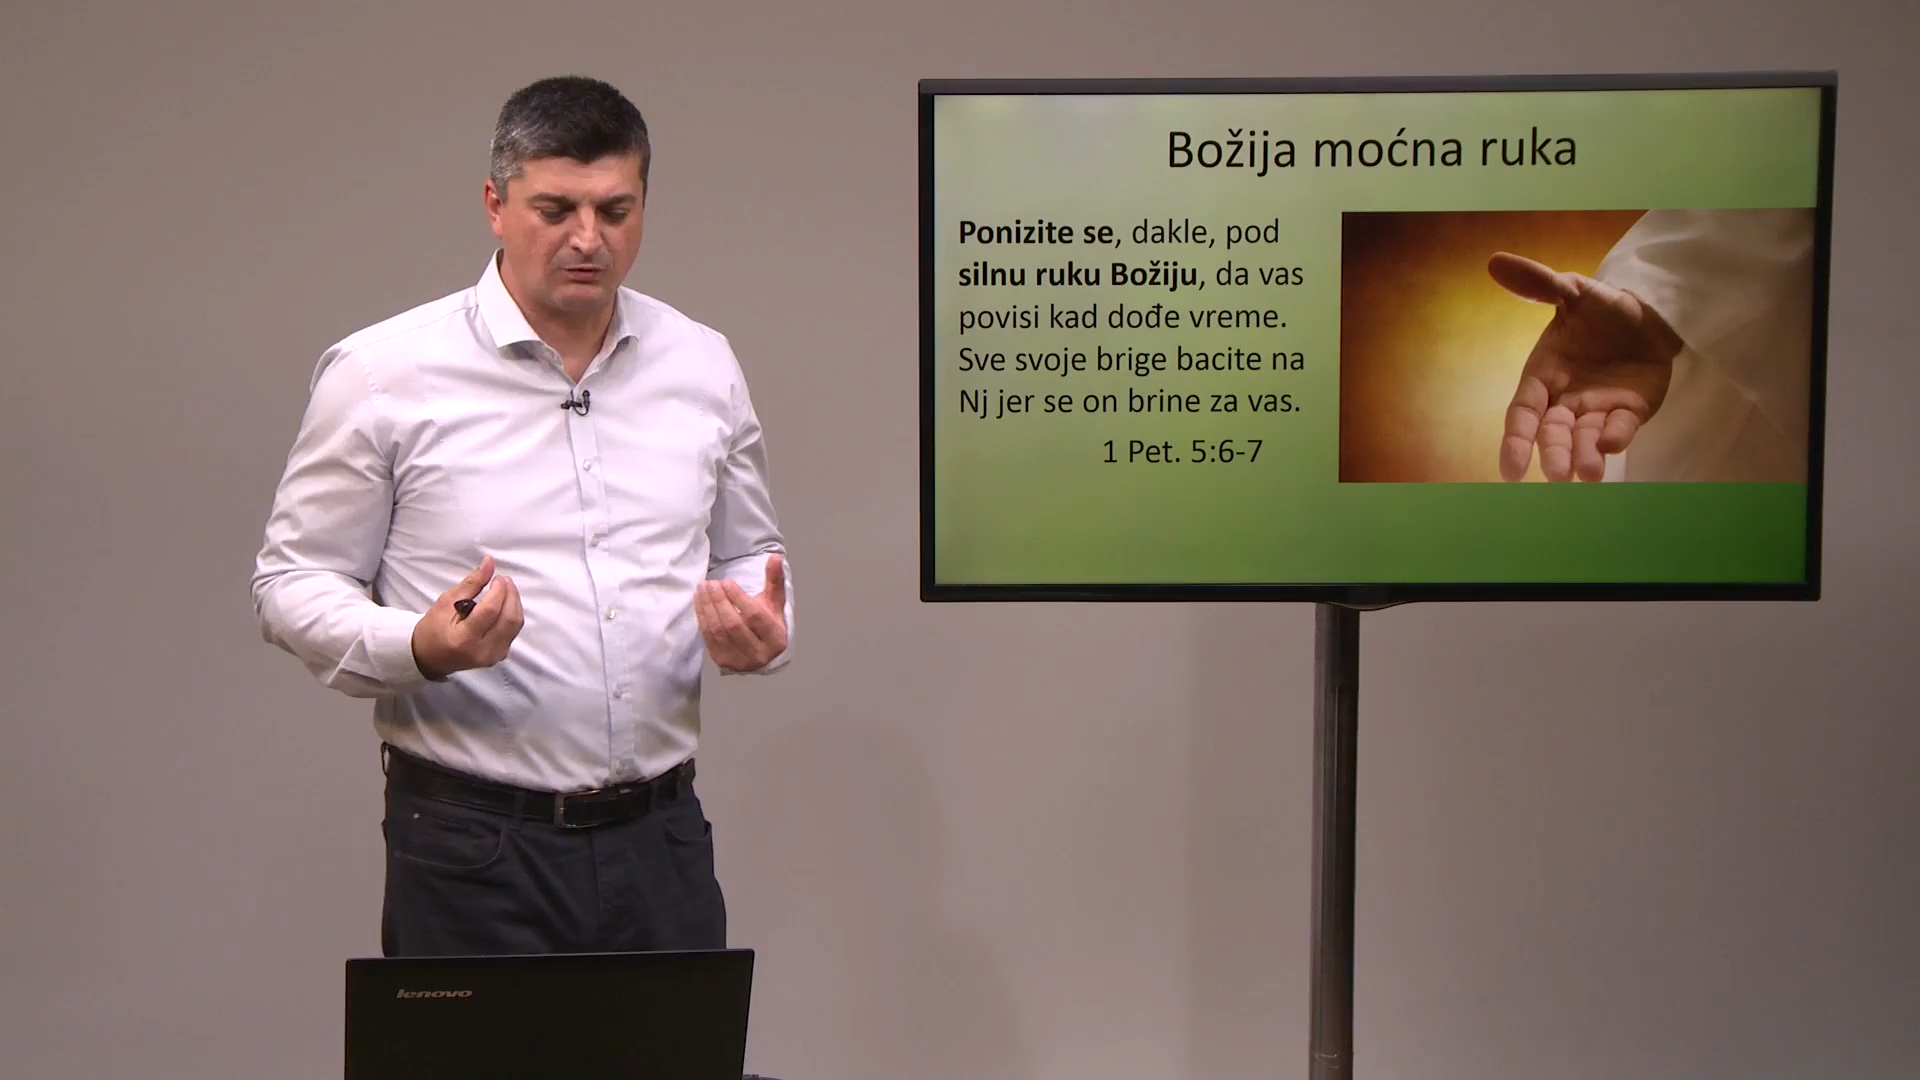 Božija moćna ruka
Ponizite se, dakle, pod
silnu ruku Božiju, da vas
povisi kad dođe vreme.
Sve svoje brige bacite na
Nj jer se on brine za vas.
1 Pet. 5:6-7
lenovo